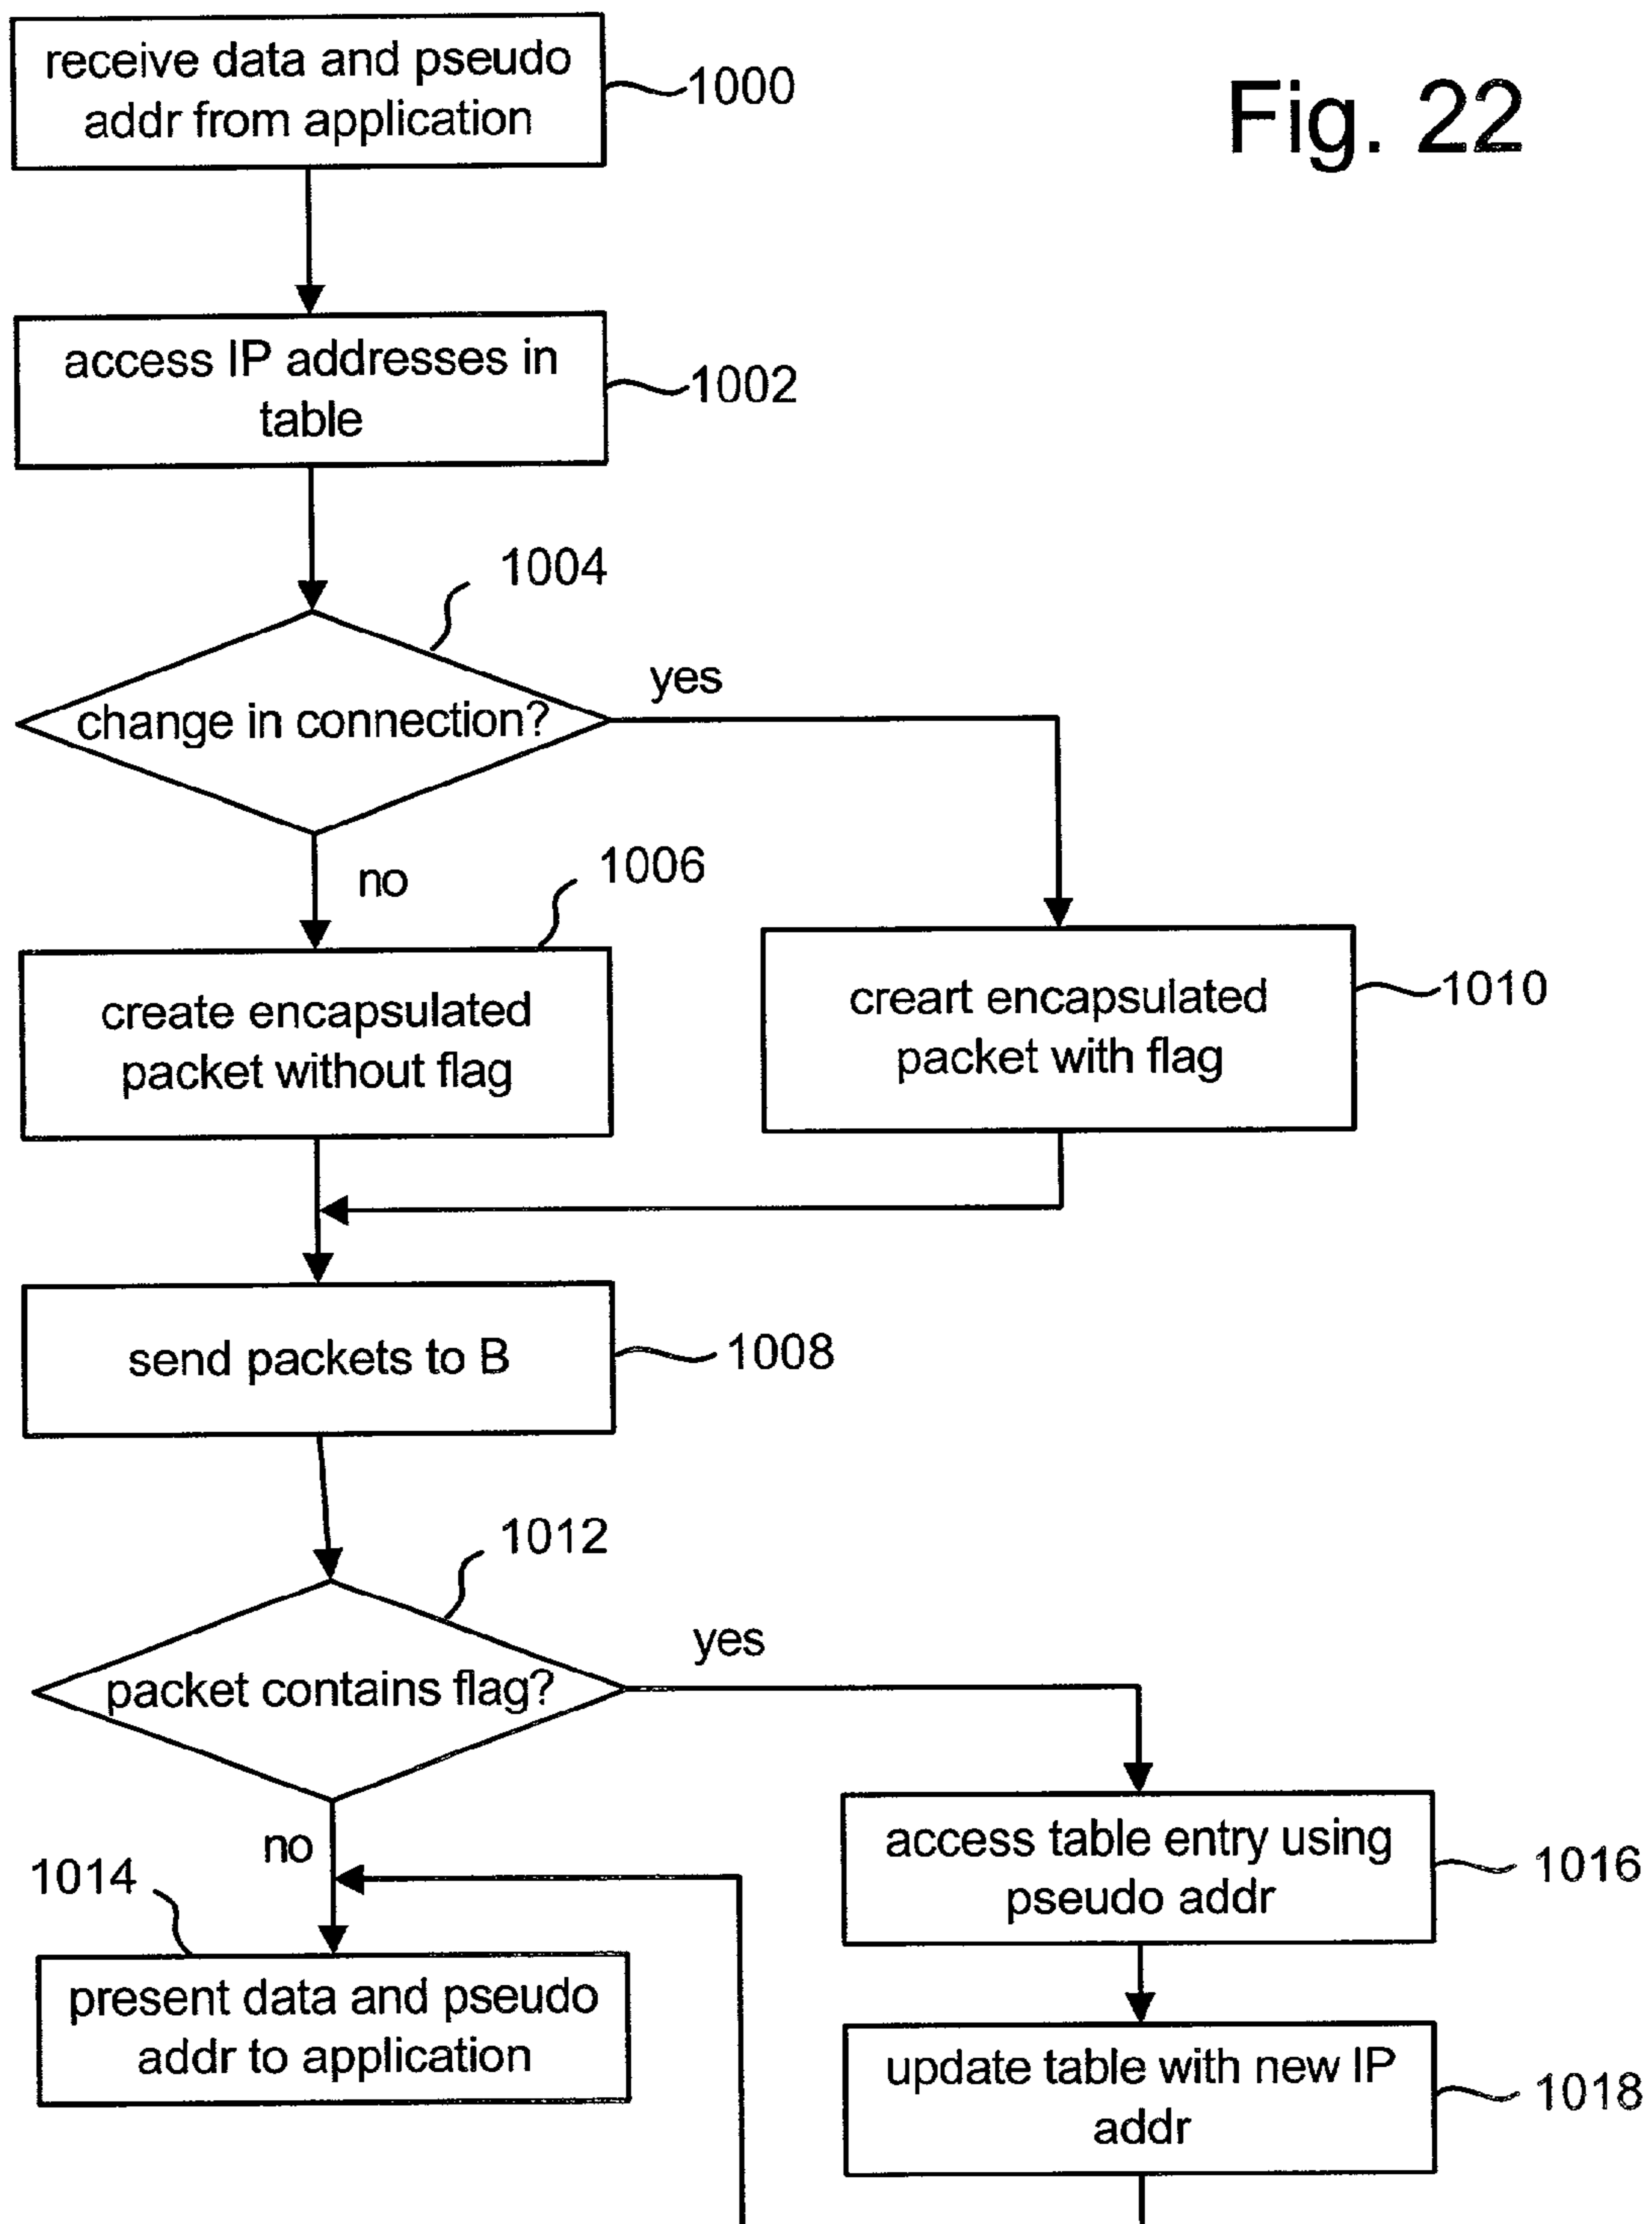 receive data and pseudo
addr from application
1000
Fig. 22
access IP addresses in
table
1002
1004
change in connection?
yes
no
1006
create encapsulated
packet without flag
creart encapsulated
packet with flag
1010
send packets to B
1008
1012
packet contains flag?
yes
no
1014
present data and pseudo
addr to application
access table entry using
pseudo addr
1016
update table with new IP
addr
1018